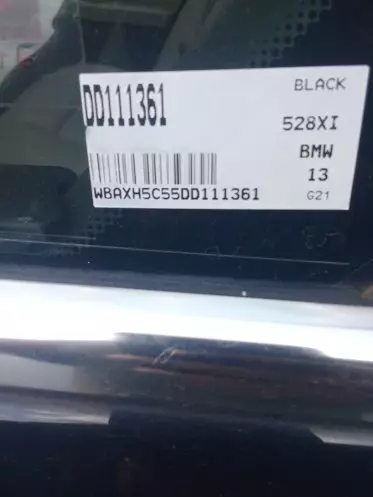 BLACK
DD111361
528XI
BMW
13
WBAXH5C55DD111361
G21